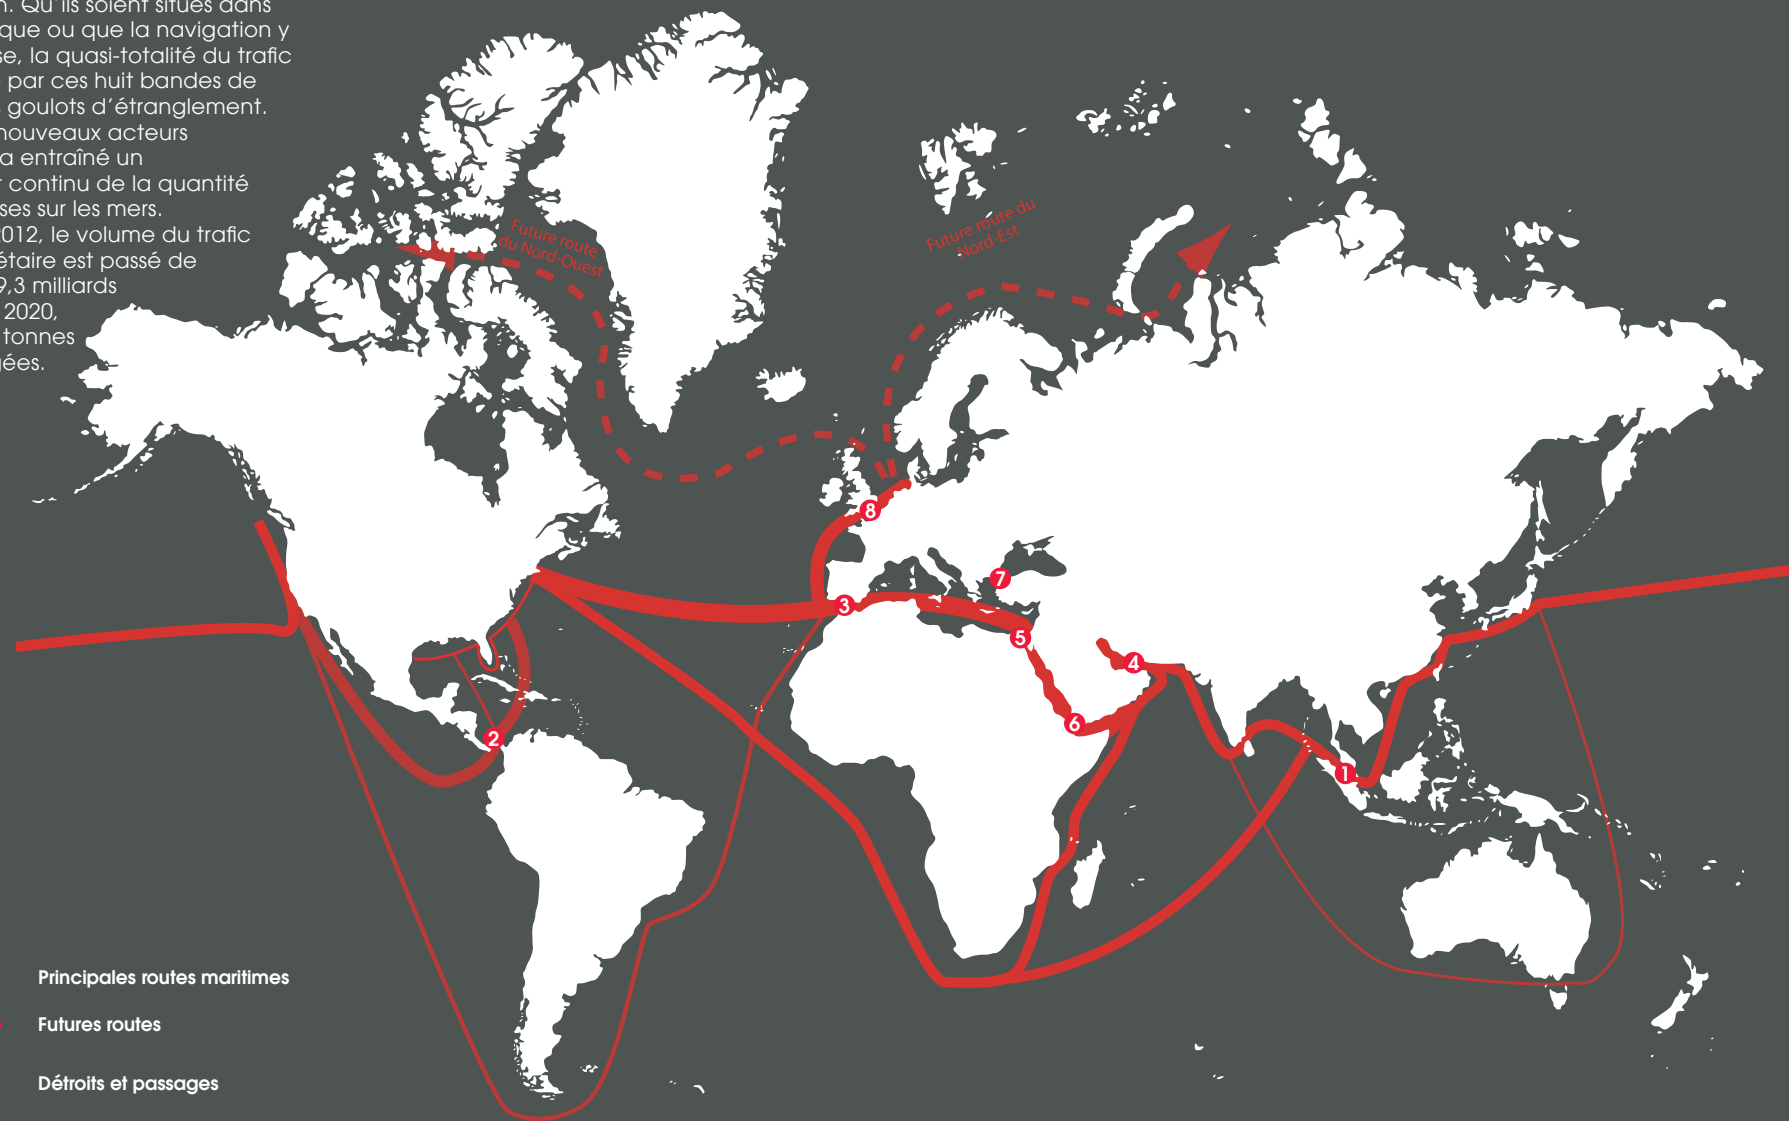 n. Qu'ils soient situés dans
que ou que la navigation y
se, la quasi-totalité du trafic
par ces huit bandes de
goulots d'étranglement.
nouveaux acteurs
a entraîné un
continu de la quantité
ses sur les mers.
2012, le volume du trafic
étaire est passé de
9,3 milliards
2020,
tonnes
gées.
Future route
du Nord-Ouest
Future route du
Nord-Est
8
7
3
5
4
6
2
1
Principales routes maritimes
Futures routes
Détroits et passages